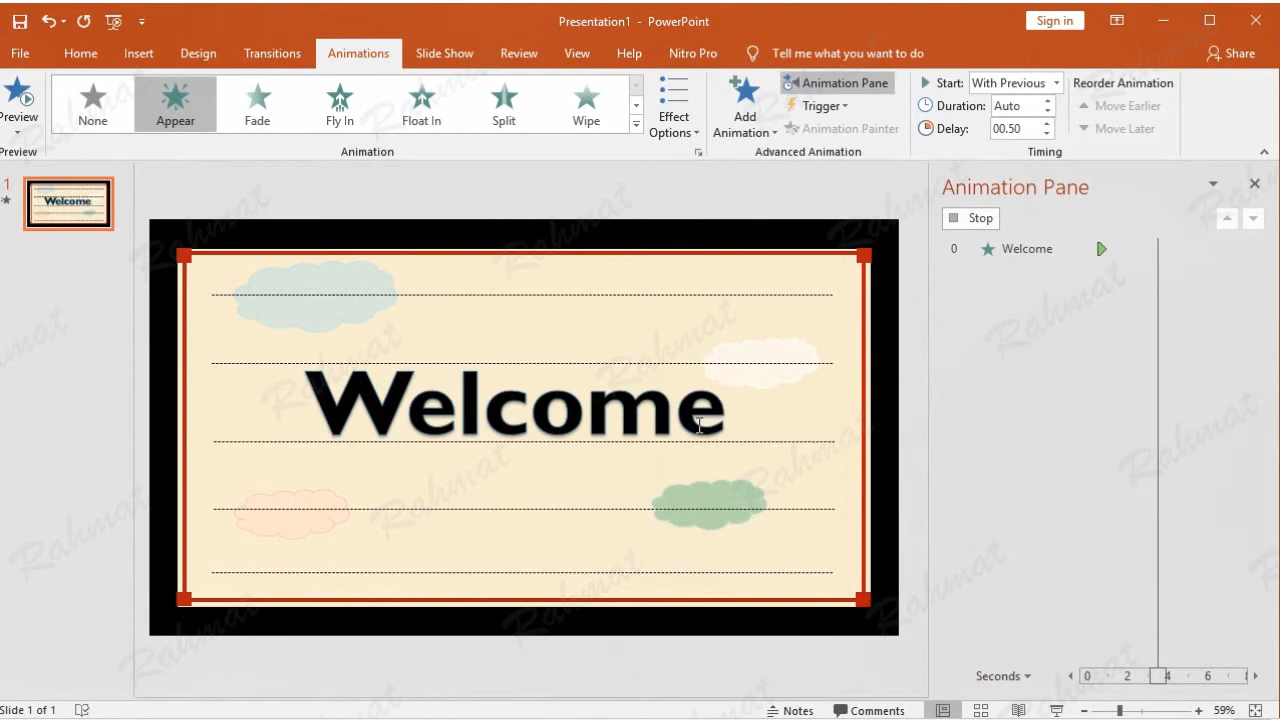 Presentation1 - PowerPoint
Sign in
File Home Insert Design Transitions Animations Slide Show Review View Help Nitro Pro Tell me what you want to do Share
Preview
None Appear Fade Fly In Float In Split Wipe
Effect Options
Add Animation
Animation Pane
Trigger
Animation Painter
Start: With Previous
Duration: Auto
Delay: 00.50
Reorder Animation
Move Earlier
Move Later
Preview Animation Advanced Animation Timing
1
Welcome
Welcome
Animation Pane
Stop
0 Welcome
Seconds 0 2 4 6
Slide 1 of 1 Notes Comments 59%
Rahmat